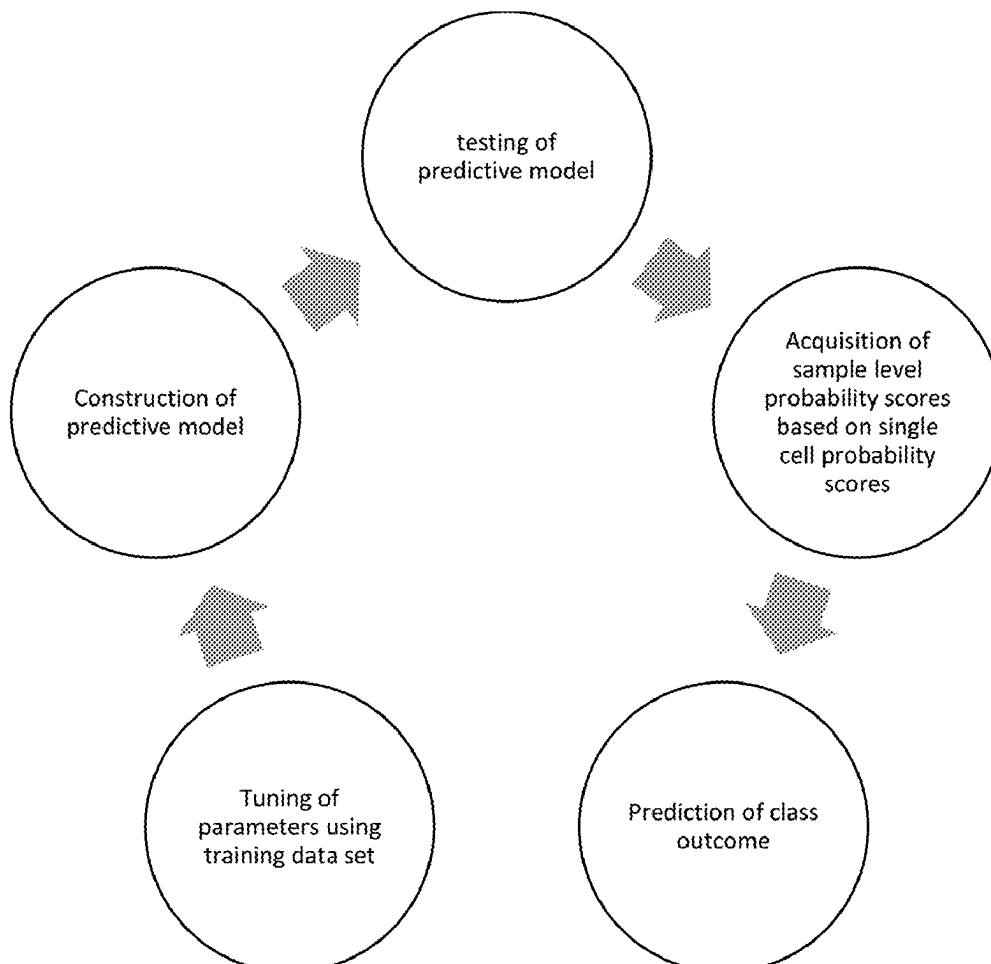 testing of
predictive model
Construction of
predictive model
Acquisition of
sample level
probability scores
based on single
cell probability
scores
Tuning of
parameters using
training data set
Prediction of class
outcome